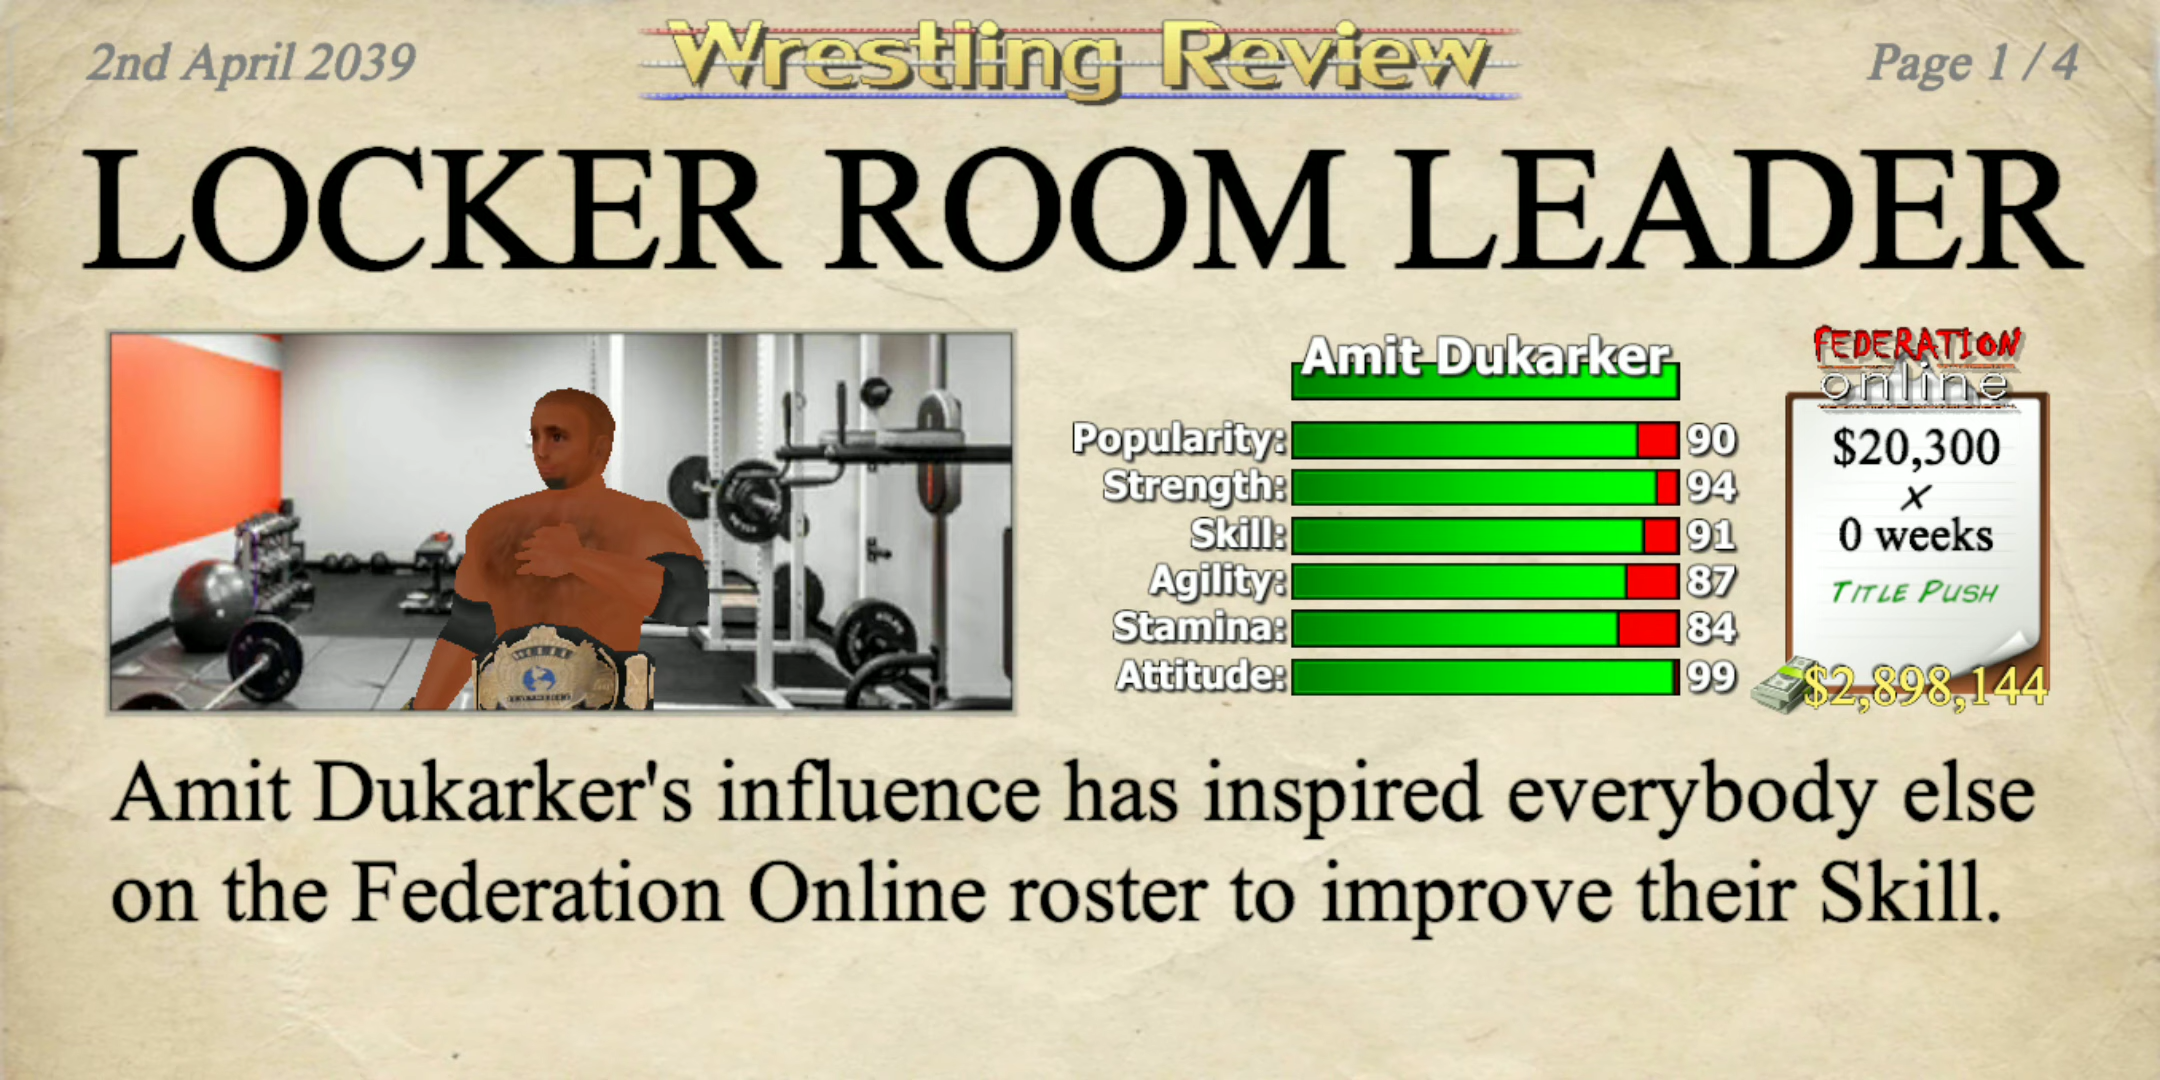 2nd April 2039
Wrestling Review
Page 1 / 4
LOCKER ROOM LEADER
Amit Dukarker
Popularity: 90
Strength: 94
Skill: 91
Agility: 87
Stamina: 84
Attitude: 99
FEDERATION
online
$20,300
x
0 weeks
TITLE PUSH
$2,898,144
Amit Dukarker's influence has inspired everybody else
on the Federation Online roster to improve their Skill.